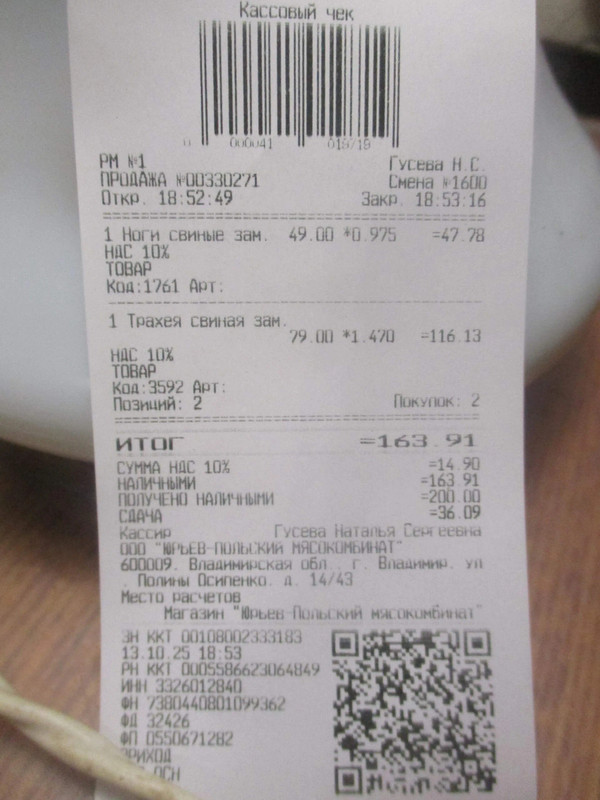 Кассовый чек
0 000041 019719
РМ №1 Гусева Н.С.
ПРОДАЖА №00330271 Смена №1600
Откр. 18:52:49 Закр. 18:53:16
1 Ноги свиные зам. 49.00 *0.975 =47.78
НДС 10%
ТОВАР
Код:1761 Арт:
1 Трахея свиная зам.
79.00 *1.470 =116.13
НДС 10%
ТОВАР
Код:3592 Арт:
Позиций: 2 Покупок: 2
ИТОГ =163.91
СУММА НДС 10% =14.90
НАЛИЧНЫМИ =163.91
ПОЛУЧЕНО НАЛИЧНЫМИ =200.00
СДАЧА =36.09
Кассир Гусева Наталья Сергеевна
ООО "ЮРЬЕВ-ПОЛЬСКИЙ МЯСОКОМБИНАТ"
600009, Владимирская обл., г. Владимир, ул
. Полины Осипенко, д. 14/43
Место расчетов
Магазин "Юрьев-Польский мясокомбинат"
ЗН ККТ 00108002333183
13.10.25 18:53
РН ККТ 0005586623064849
ИНН 3326012840
ФН 7380440801099362
ФД 32426
ФП 0550671282
ПРИХОД
ОСН